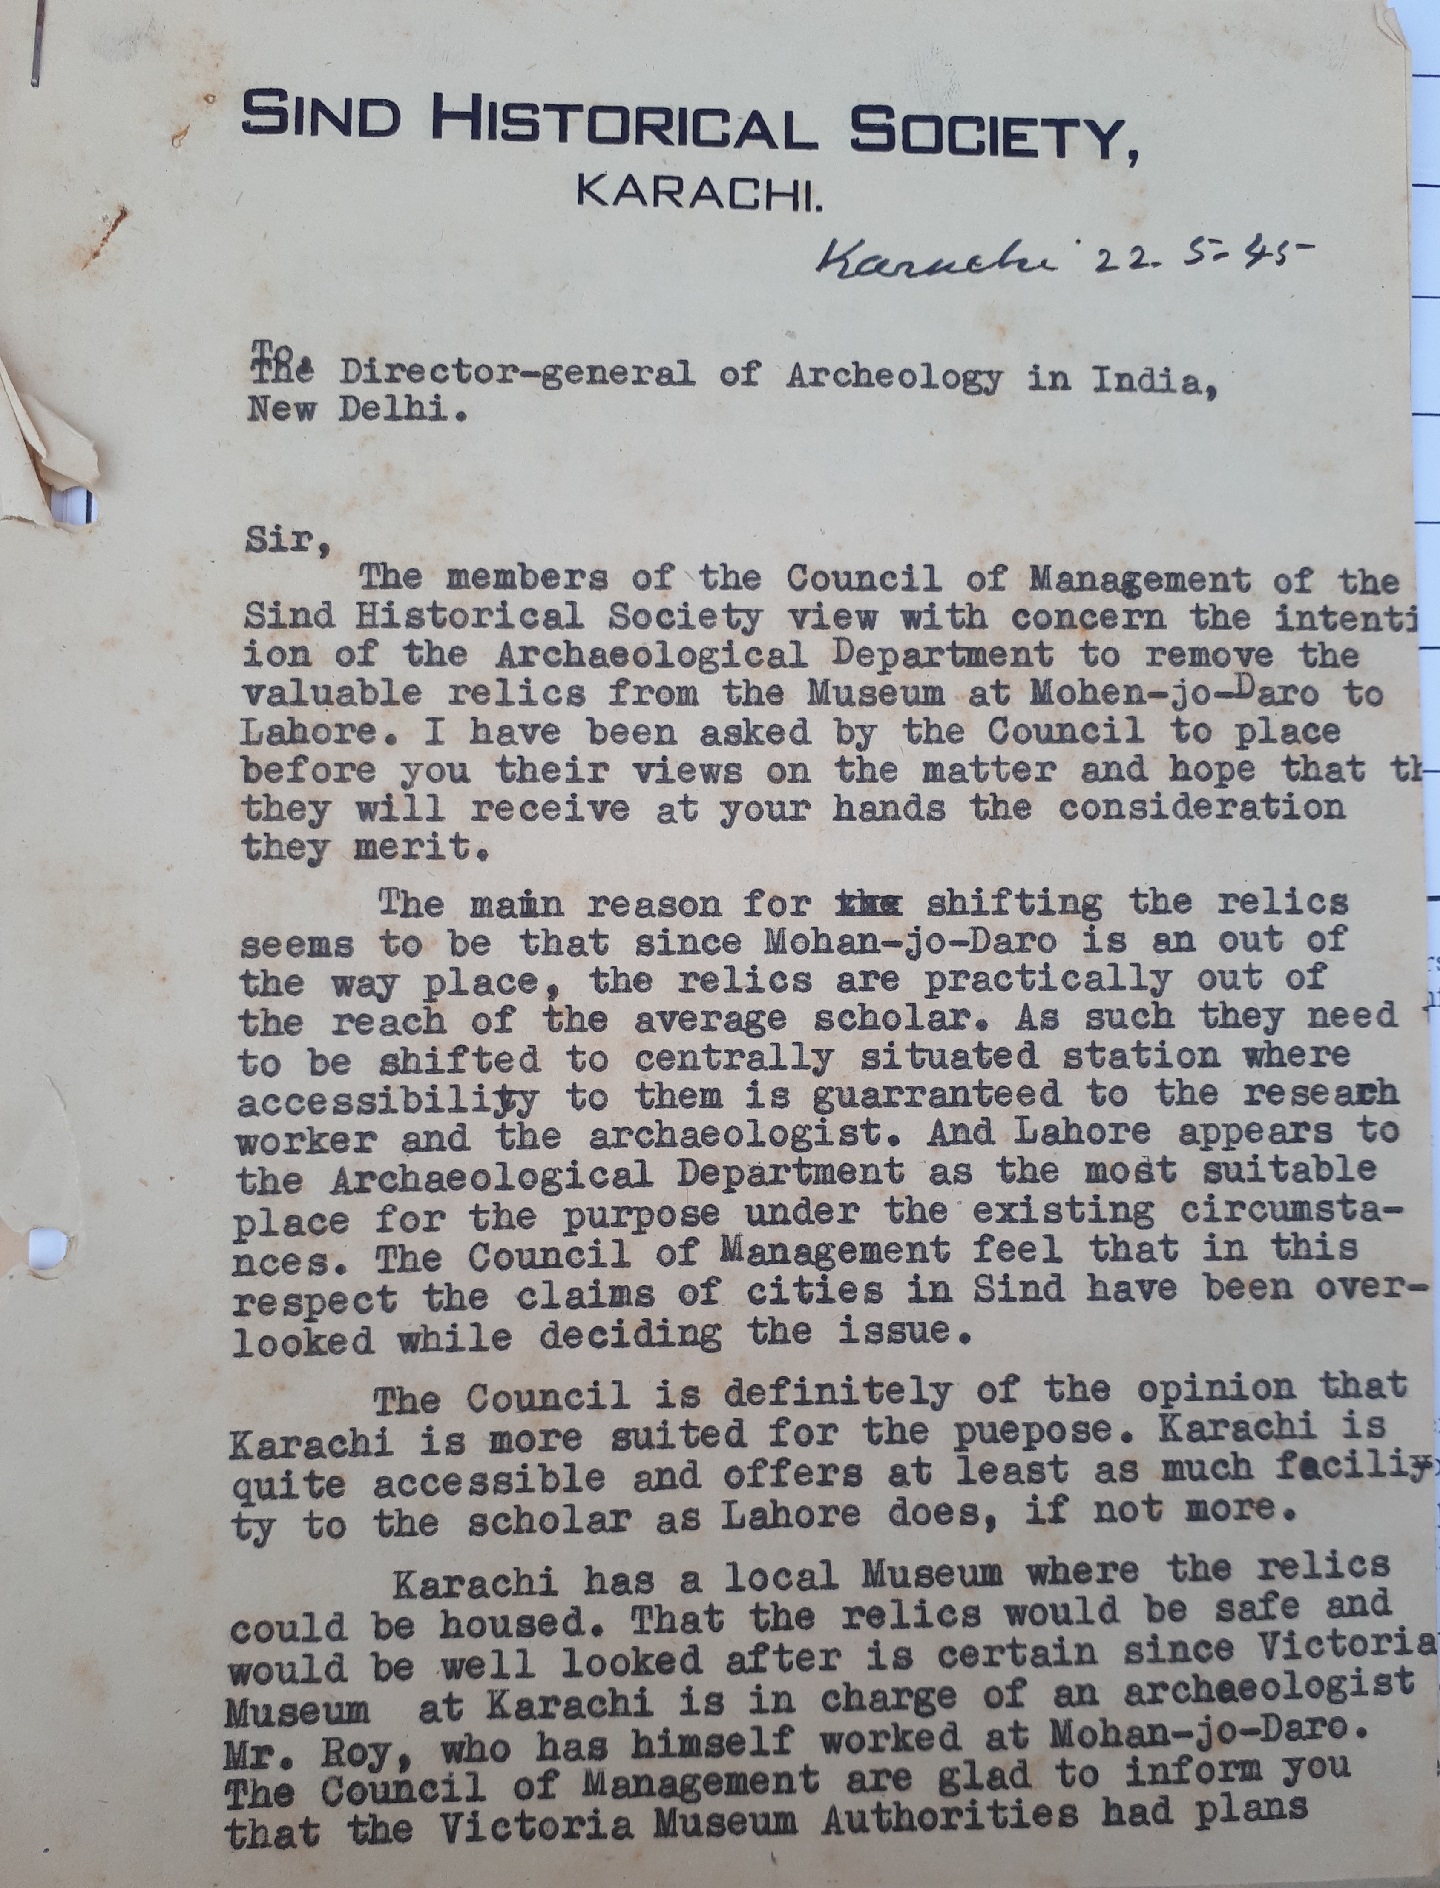 SIND HISTORICAL SOCIETY,
KARACHI.
Karachi 22-5-45
To,
The Director-general of Archeology in India,
New Delhi.
Sir,
The members of the Council of Management of the
Sind Historical Society view with concern the intenti
ion of the Archaeological Department to remove the
valuable relics from the Museum at Mohen-jo-Daro to
Lahore. I have been asked by the Council to place
before you their views on the matter and hope that th
they will receive at your hands the consideration
they merit.
The main reason for the shifting the relics
seems to be that since Mohan-jo-Daro is an out of
the way place, the relics are practically out of
the reach of the average scholar. As such they need
to be shifted to centrally situated station where
accessibility to them is guarranteed to the reseach
worker and the archaeologist. And Lahore appears to
the Archaeological Department as the most suitable
place for the purpose under the existing circumsta-
nces. The Council of Management feel that in this
respect the claims of cities in Sind have been over-
looked while deciding the issue.
The Council is definitely of the opinion that
Karachi is more suited for the puepose. Karachi is
quite accessible and offers at least as much facili
ty to the scholar as Lahore does, if not more.
Karachi has a local Museum where the relics
could be housed. That the relics would be safe and
would be well looked after is certain since Victoria
Museum at Karachi is in charge of an archaeologist
Mr. Roy, who has himself worked at Mohan-jo-Daro.
The Council of Management are glad to inform you
that the Victoria Museum Authorities had plans